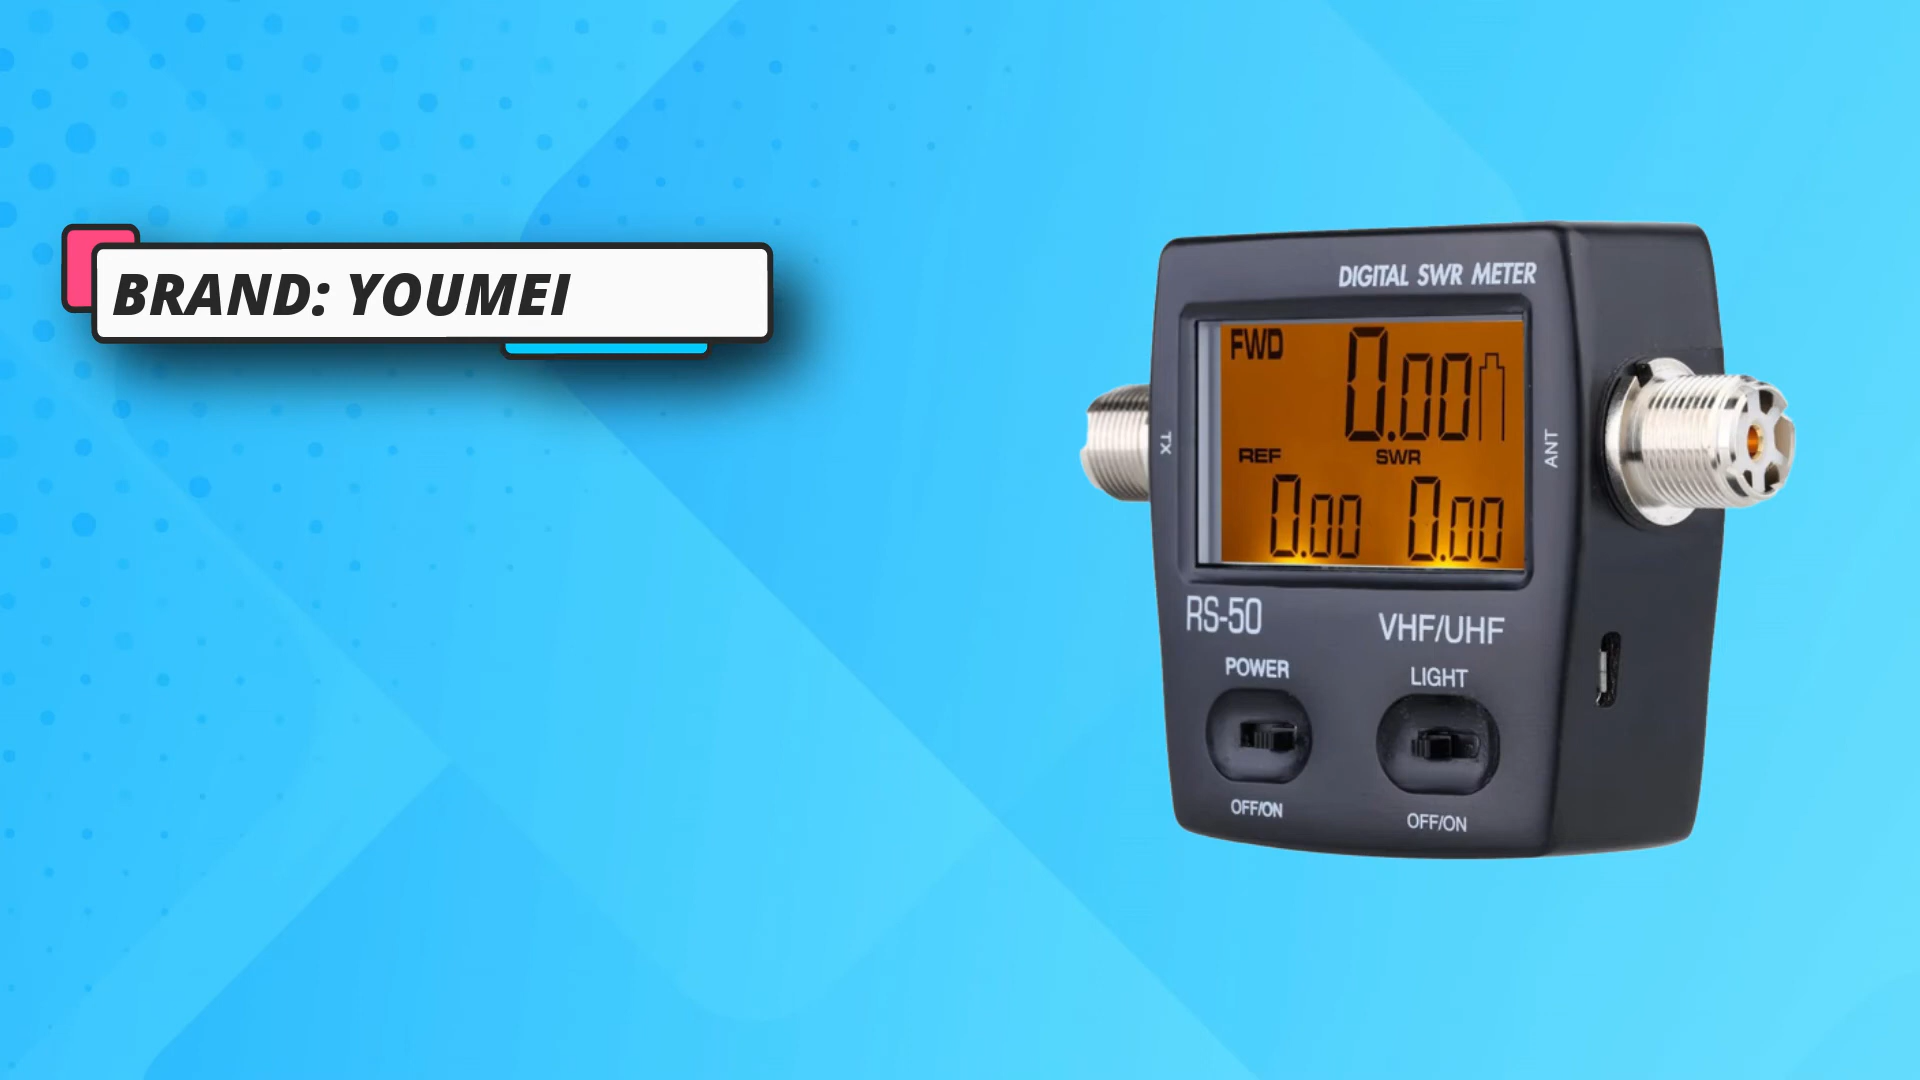 BRAND: YOUMEI
DIGITAL SWR METER
FWD 0.00
REF SWR
0.00 0.00
TX
ANT
RS-50 VHF/UHF
POWER LIGHT
OFF/ON OFF/ON